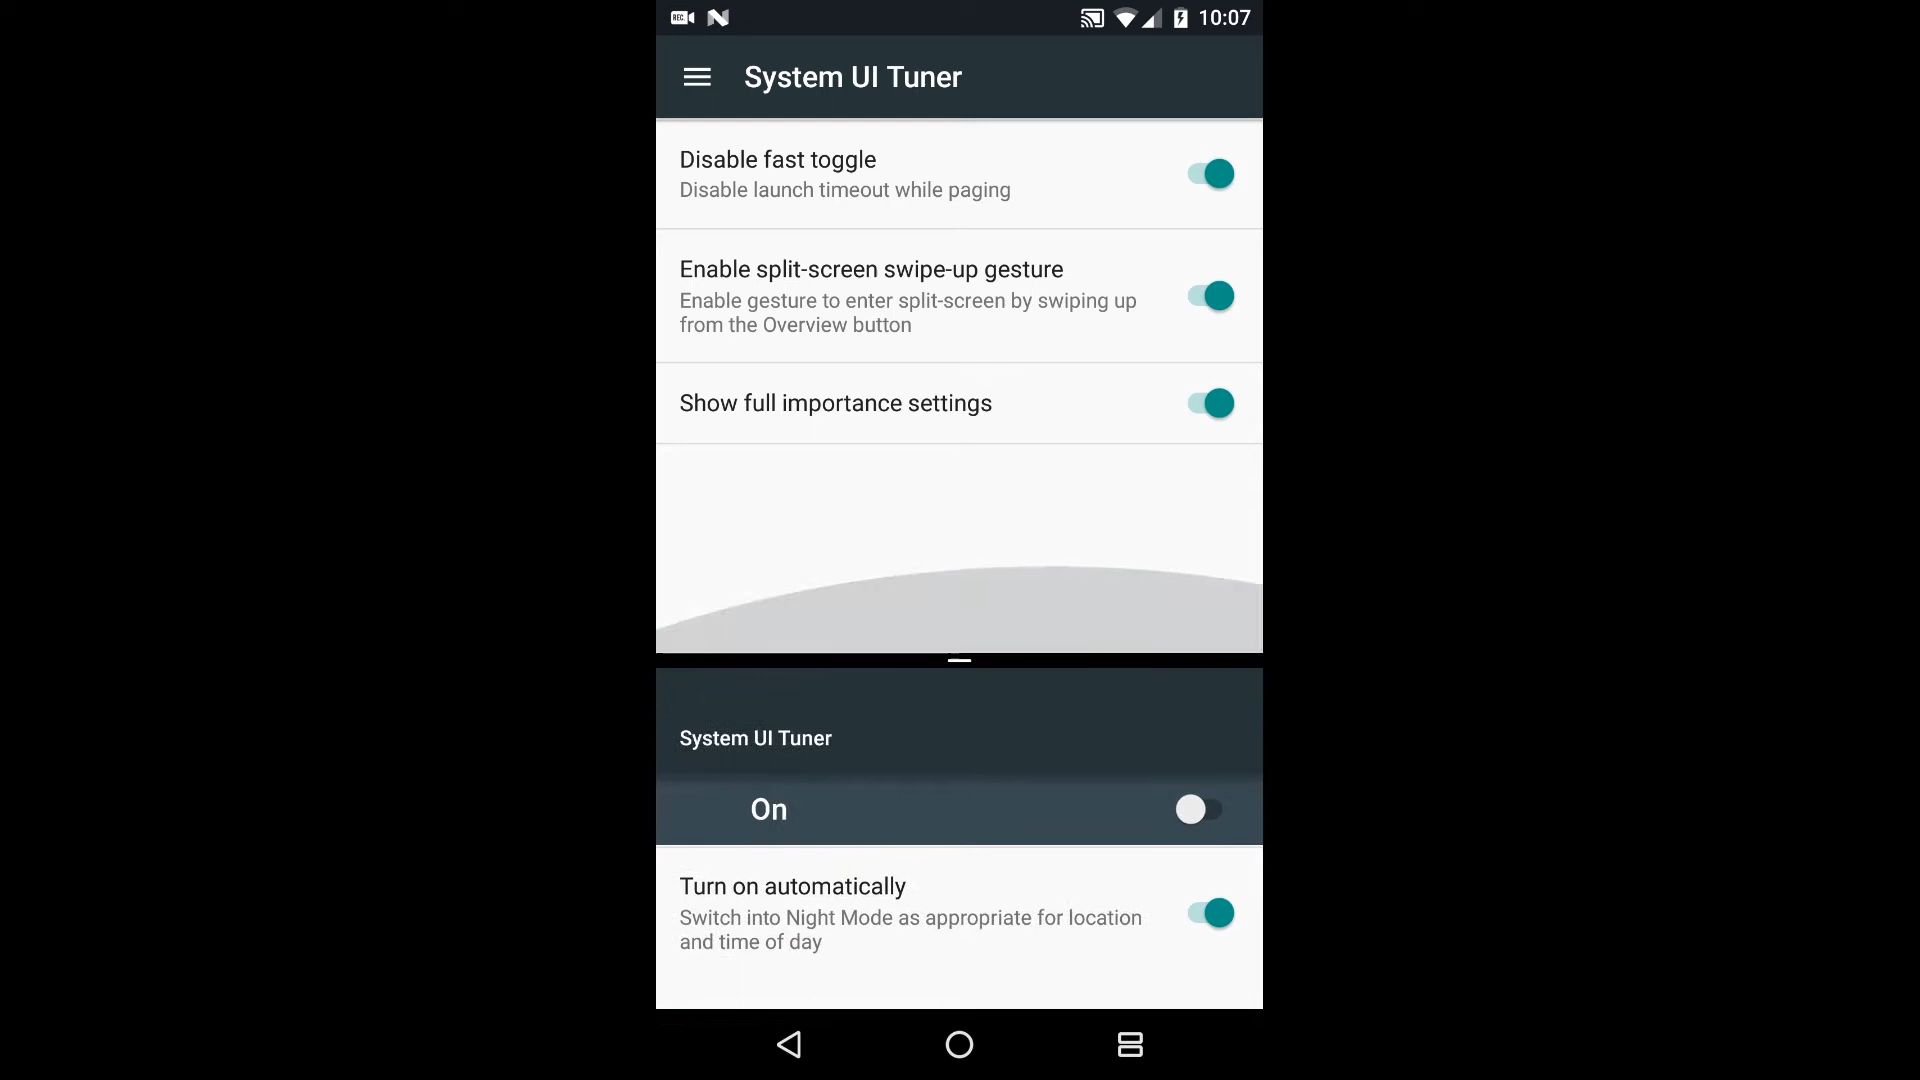 REC
10:07
System UI Tuner
Disable fast toggle
Disable launch timeout while paging
Enable split-screen swipe-up gesture
Enable gesture to enter split-screen by swiping up
from the Overview button
Show full importance settings
System UI Tuner
On
Turn on automatically
Switch into Night Mode as appropriate for location
and time of day